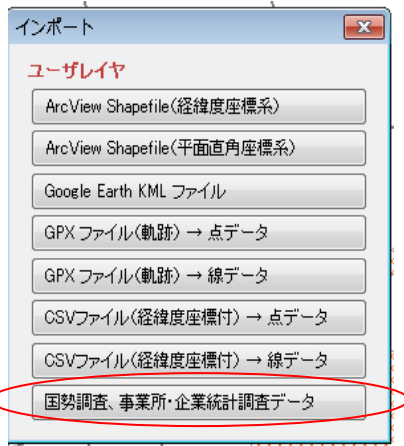 インポート
ユーザレイヤ
ArcView Shapefile(経緯度座標系)
ArcView Shapefile(平面直角座標系)
Google Earth KML ファイル
GPX ファイル(軌跡) → 点データ
GPX ファイル(軌跡) → 線データ
CSVファイル(経緯度座標付) → 点データ
CSVファイル(経緯度座標付) → 線データ
国勢調査、事業所・企業統計調査データ